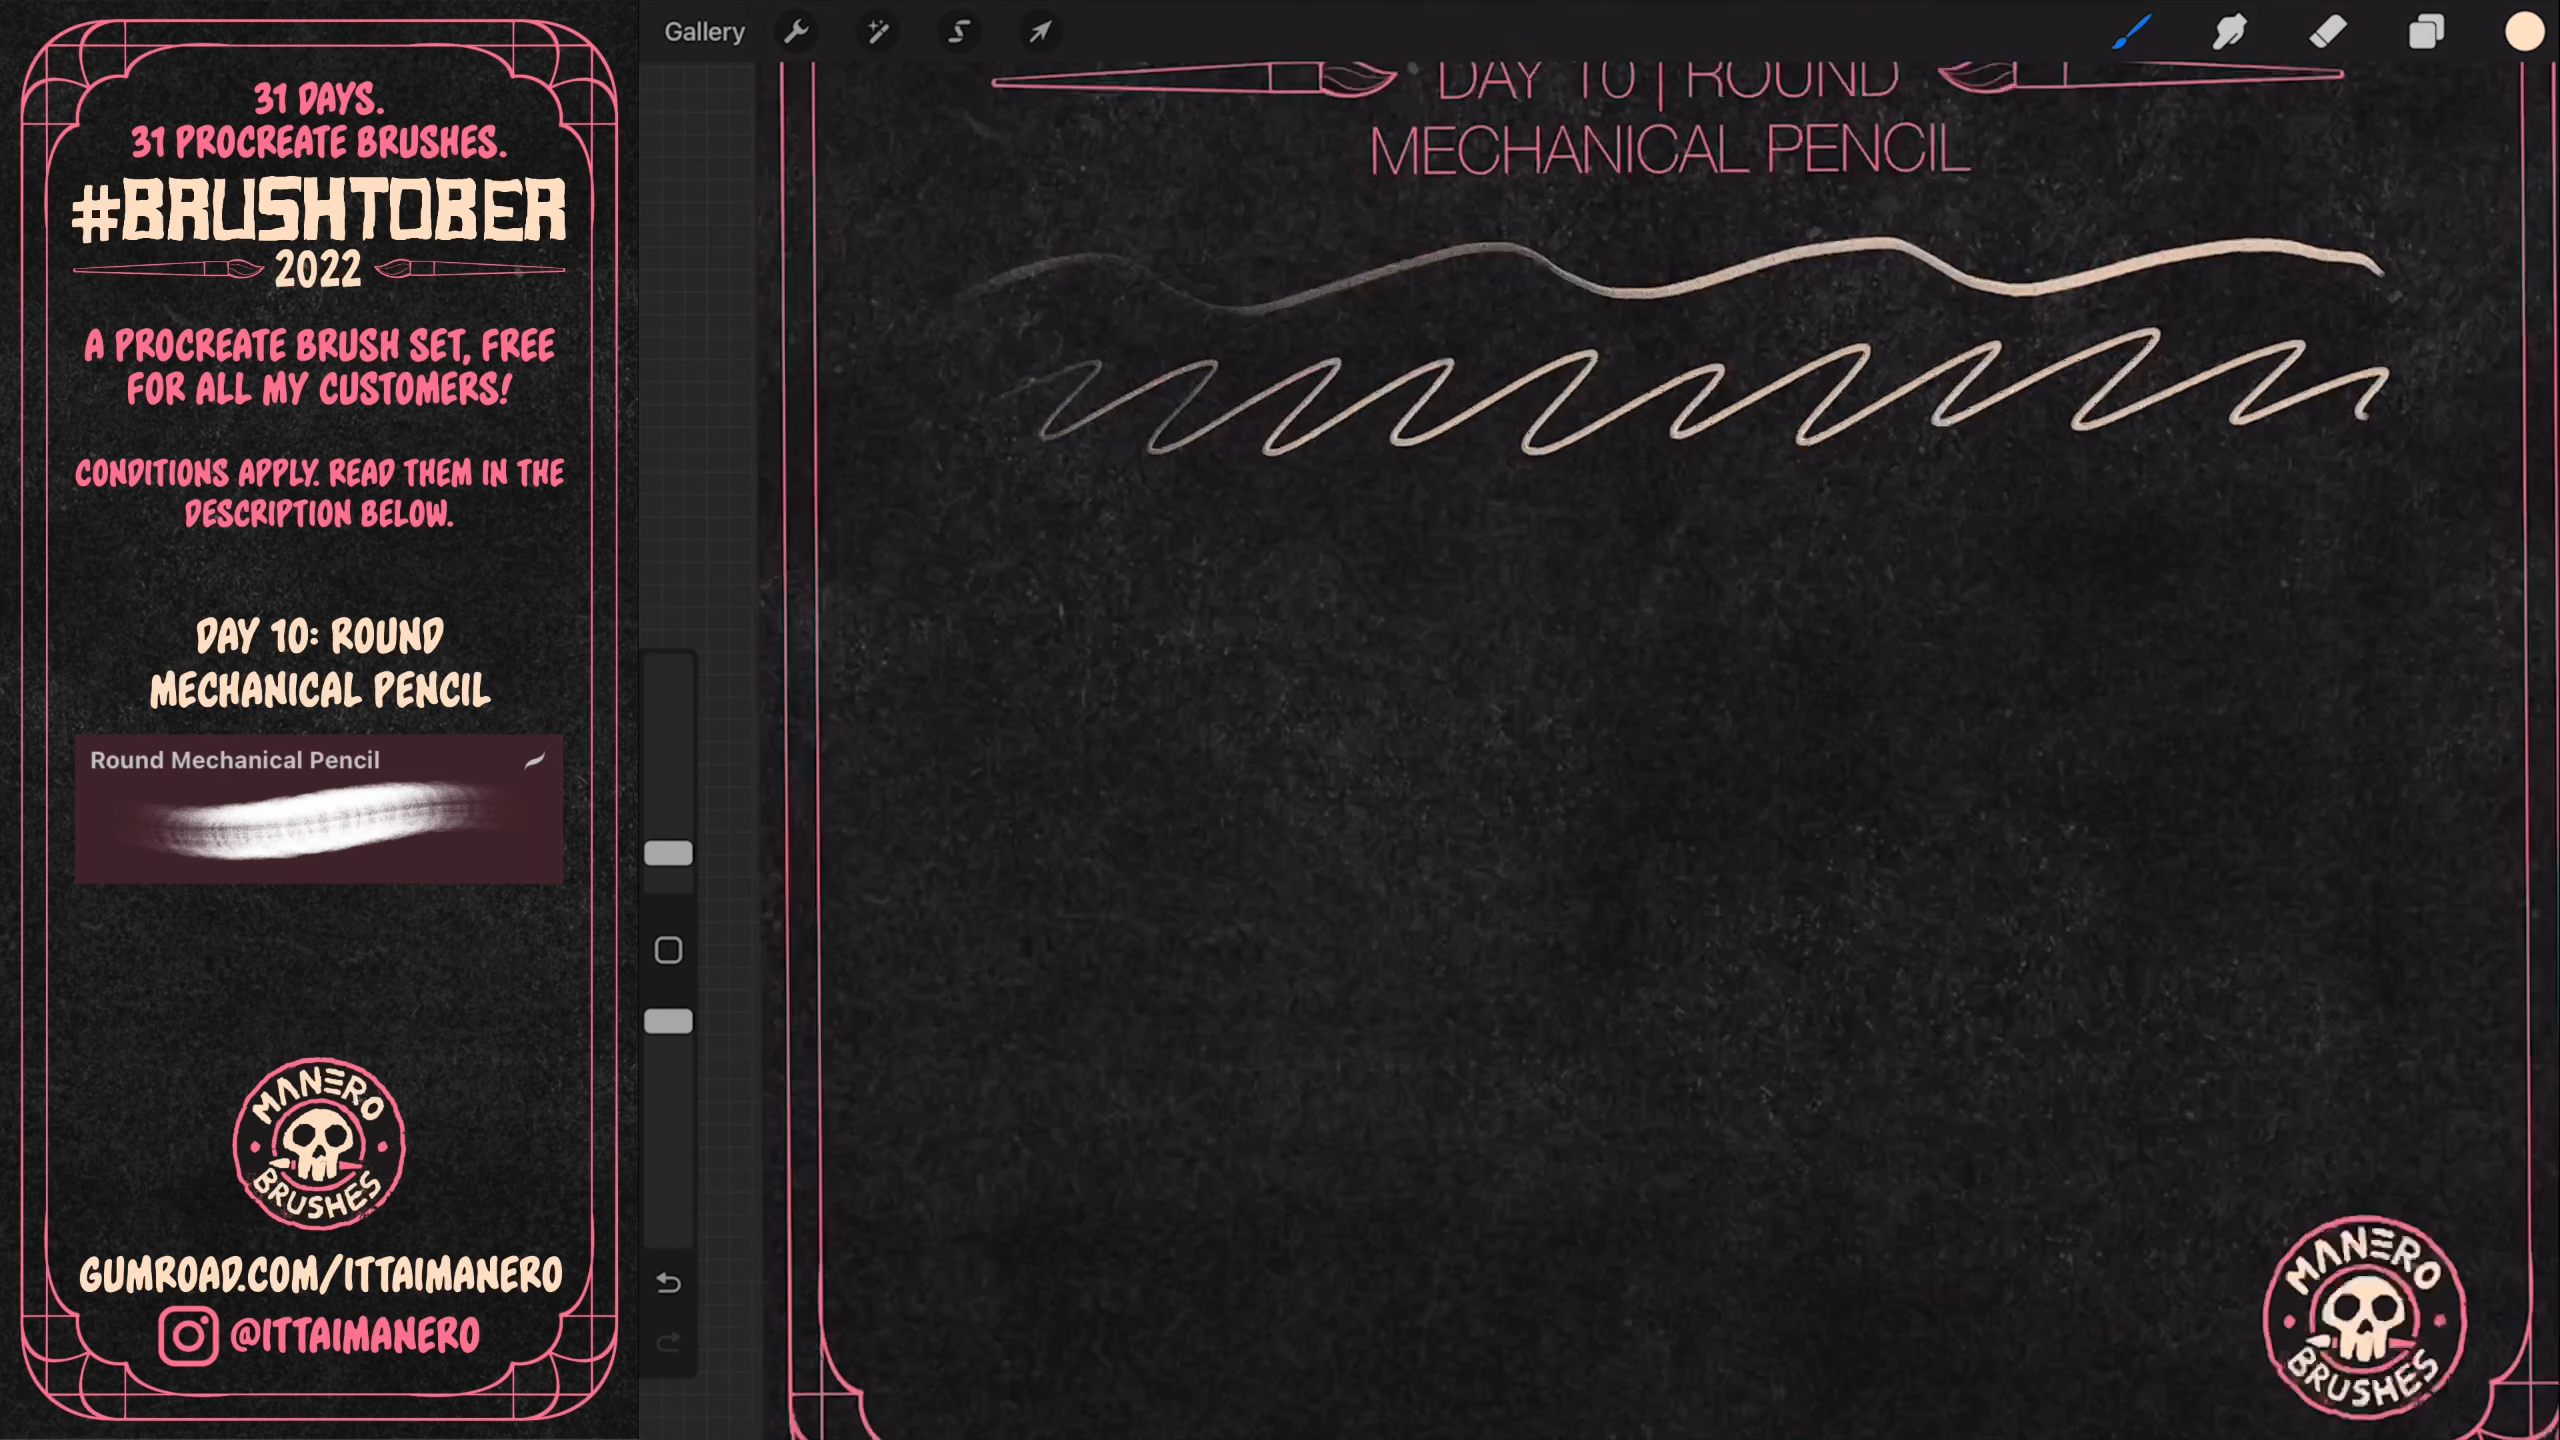 31 DAYS.
31 PROCREATE BRUSHES.
#BRUSHTOBER
2022
A PROCREATE BRUSH SET, FREE
FOR ALL MY CUSTOMERS!
CONDITIONS APPLY. READ THEM IN THE
DESCRIPTION BELOW.
DAY 10: ROUND
MECHANICAL PENCIL
Round Mechanical Pencil
MANERO
BRUSHES
GUMROAD.COM/ITTAIMANERO
@ITTAIMANERO
Gallery
DAY 10 | ROUND
MECHANICAL PENCIL
MANERO
BRUSHES